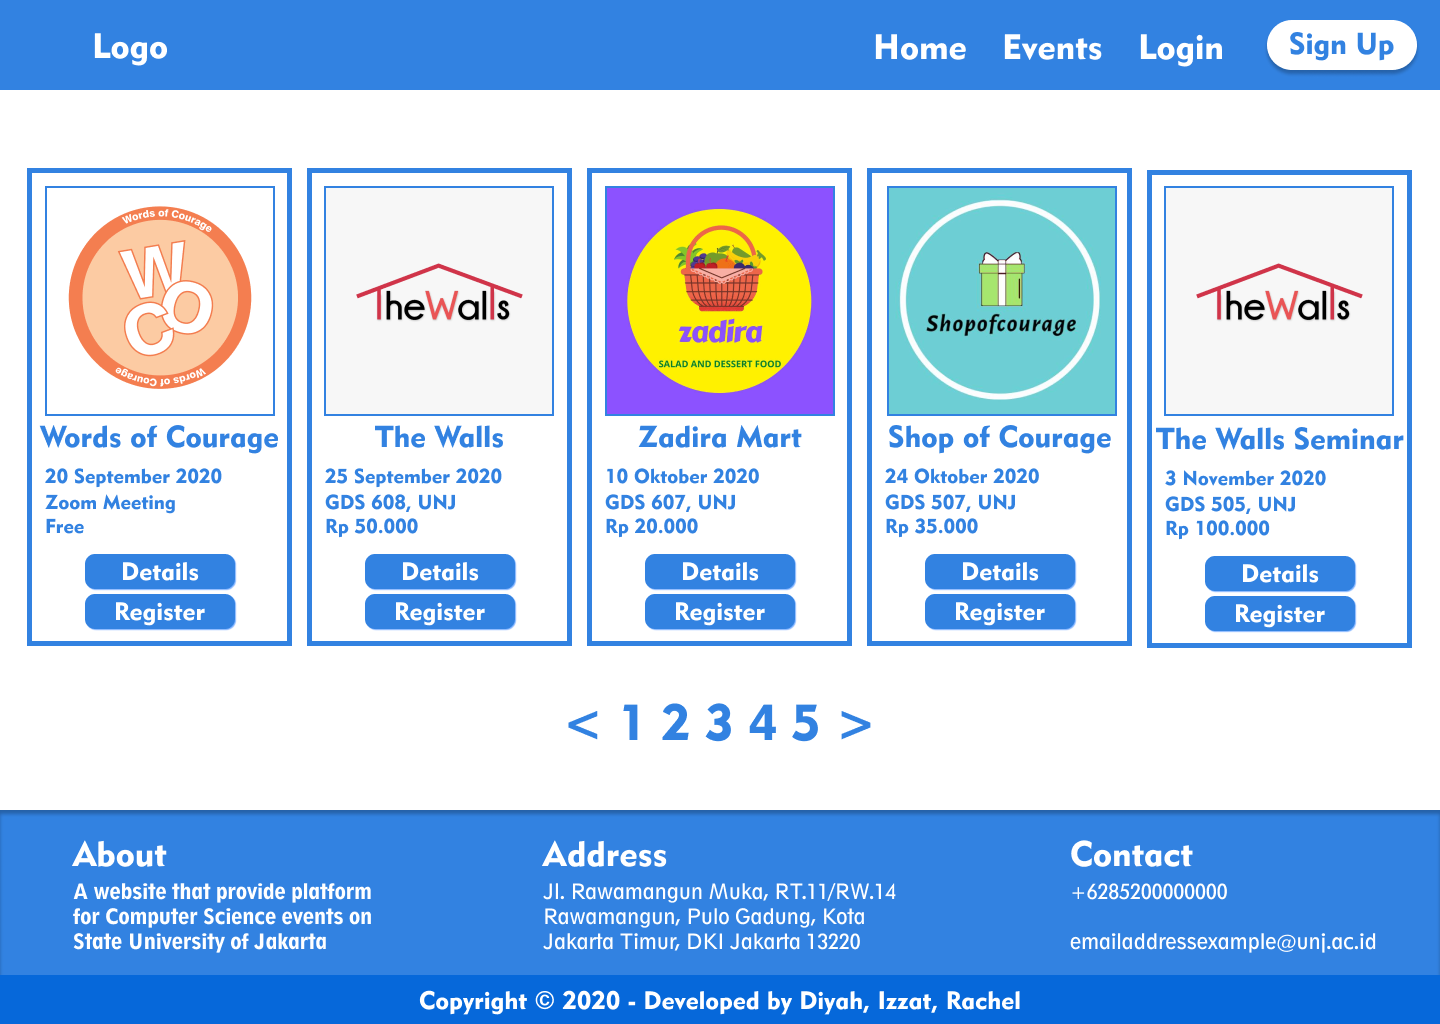 Logo
Home Events Login Sign Up
Words of Courage
WCO
Words of Courage
Words of Courage
20 September 2020
Zoom Meeting
Free
Details
Register
TheWalls
The Walls
25 September 2020
GDS 608, UNJ
Rp 50.000
Details
Register
zadira
SALAD AND DESSERT FOOD
Zadira Mart
10 Oktober 2020
GDS 607, UNJ
Rp 20.000
Details
Register
Shopofcourage
Shop of Courage
24 Oktober 2020
GDS 507, UNJ
Rp 35.000
Details
Register
TheWalls
The Walls Seminar
3 November 2020
GDS 505, UNJ
Rp 100.000
Details
Register
< 1 2 3 4 5 >
About
A website that provide platform
for Computer Science events on
State University of Jakarta
Address
Jl. Rawamangun Muka, RT.11/RW.14
Rawamangun, Pulo Gadung, Kota
Jakarta Timur, DKI Jakarta 13220
Contact
+6285200000000
emailaddressexample@unj.ac.id
Copyright © 2020 - Developed by Diyah, Izzat, Rachel